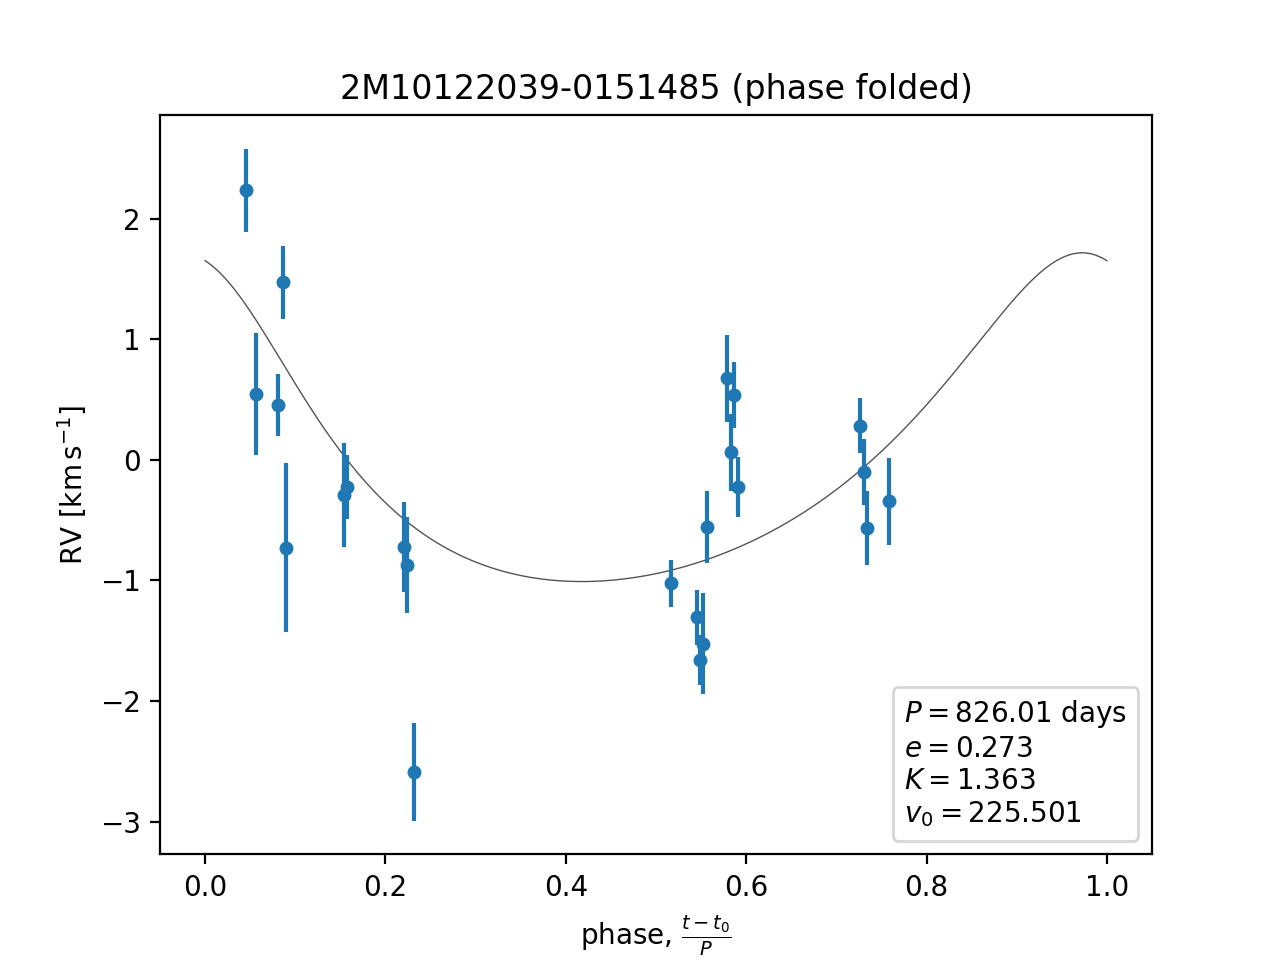 2M10122039-0151485 (phase folded)
RV [km s⁻¹]
2
1
0
−1
−2
−3
P = 826.01 days
e = 0.273
K = 1.363
v₀ = 225.501
0.0 0.2 0.4 0.6 0.8 1.0
phase, (t − t₀)/P